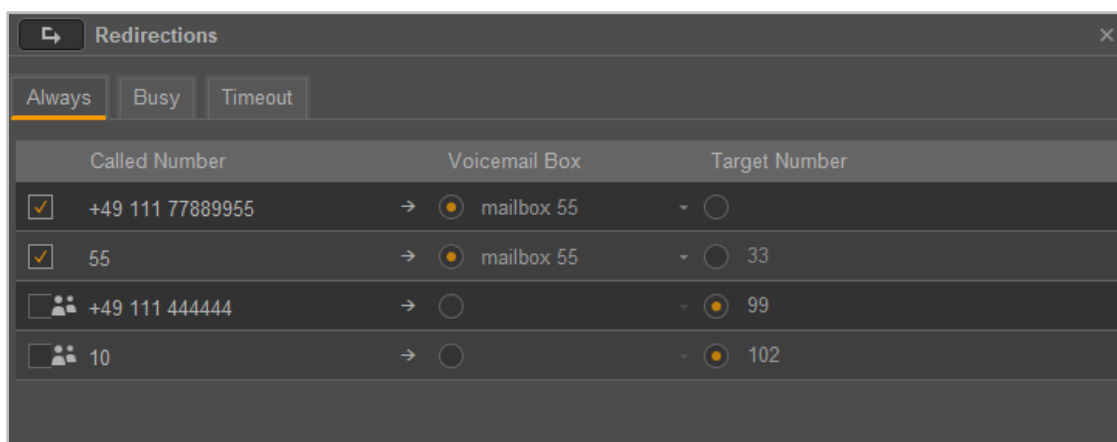 Redirections
Always Busy Timeout
Called Number Voicemail Box Target Number
+49 111 77889955 → mailbox 55
55 → mailbox 55 33
+49 111 444444 → 99
10 → 102